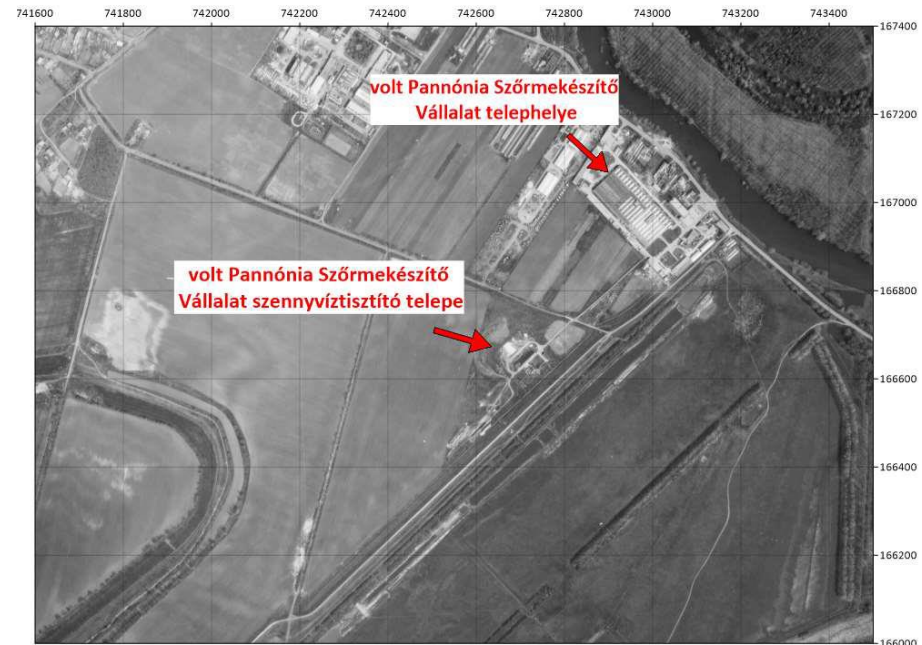 741600 741800 742000 742200 742400 742600 742800 743000 743200 743400
167400
volt Pannónia Szőrmekészítő
Vállalat telephelye
167200
167000
volt Pannónia Szőrmekészítő
Vállalat szennyvíztisztító telepe
166800
166600
166400
166200
166000